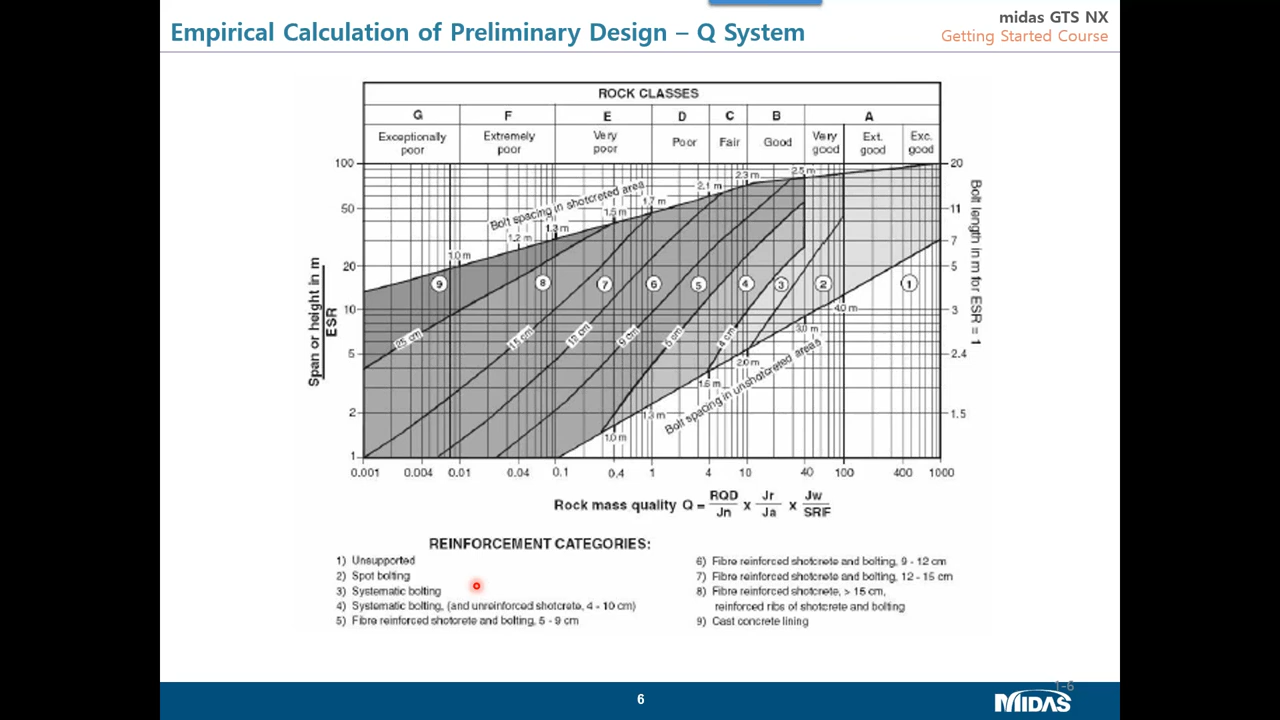 Empirical Calculation of Preliminary Design – Q System
midas GTS NX
Getting Started Course
ROCK CLASSES
G F E D C B A
Exceptionally poor
Extremely poor
Very poor
Poor
Fair
Good
Very good
Ext. good
Exc. good
100
50
20
10
5
2
1
20
11
7
5
3
2.4
1.5
Span or height in m
ESR
Bolt length in m for ESR = 1
Bolt spacing in shotcreted area
1.0 m
1.2 m
1.3 m
1.5 m
1.7 m
2.1 m
2.3 m
2.5 m
9 8 7 6 5 4 3 2 1
25 cm
15 cm
12 cm
9 cm
5 cm
4 cm
4.0 m
3.0 m
2.0 m
1.6 m
1.3 m
1.0 m
Bolt spacing in unshotcreted areas
0.001 0.004 0.01 0.04 0.1 0.4 1 4 10 40 100 400 1000
Rock mass quality Q = RQD/Jn x Jr/Ja x Jw/SRF
REINFORCEMENT CATEGORIES:
1) Unsupported
2) Spot bolting
3) Systematic bolting
4) Systematic bolting, (and unreinforced shotcrete, 4 - 10 cm)
5) Fibre reinforced shotcrete and bolting, 5 - 9 cm
6) Fibre reinforced shotcrete and bolting, 9 - 12 cm
7) Fibre reinforced shotcrete and bolting, 12 - 15 cm
8) Fibre reinforced shotcrete, > 15 cm,
reinforced ribs of shotcrete and bolting
9) Cast concrete lining
6
1-6
MIDAS